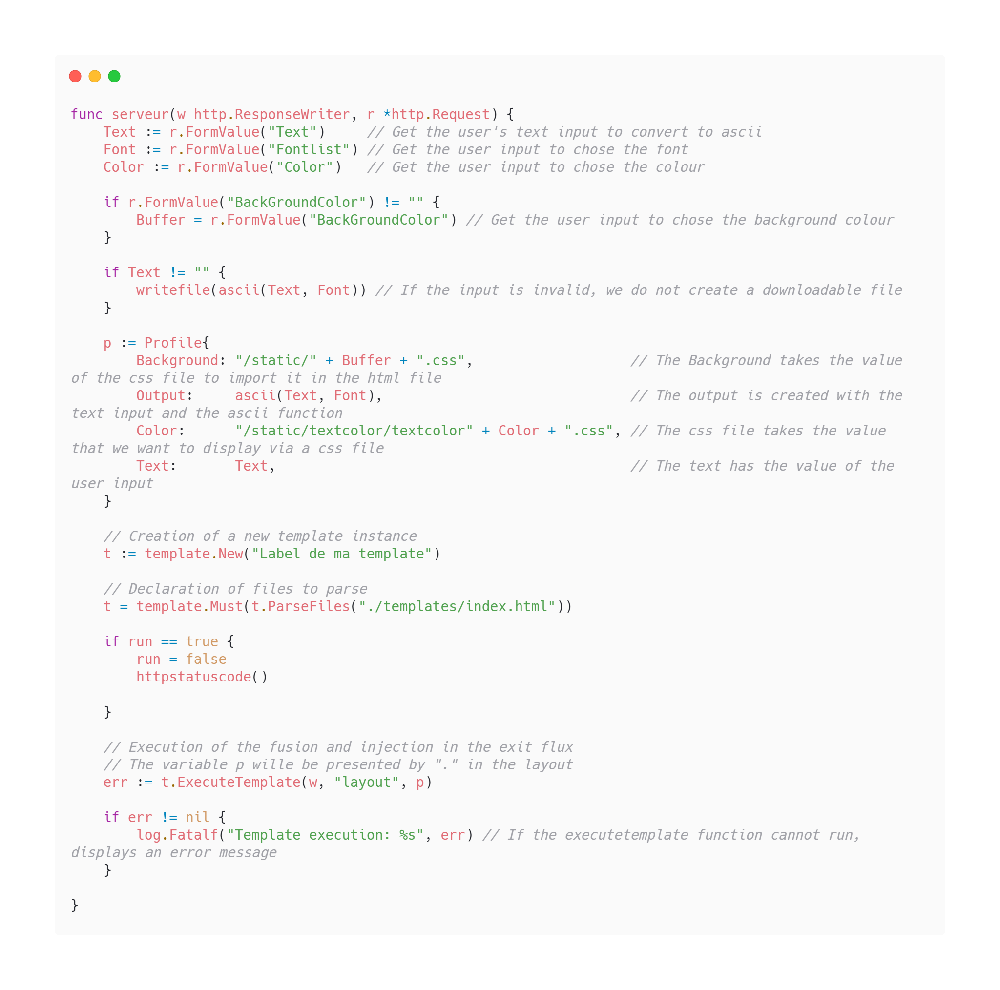 func serveur(w http.ResponseWriter, r *http.Request) {
    Text := r.FormValue("Text")     // Get the user's text input to convert to ascii
    Font := r.FormValue("Fontlist") // Get the user input to chose the font
    Color := r.FormValue("Color")   // Get the user input to chose the colour

    if r.FormValue("BackGroundColor") != "" {
        Buffer = r.FormValue("BackGroundColor") // Get the user input to chose the background colour
    }

    if Text != "" {
        writefile(ascii(Text, Font)) // If the input is invalid, we do not create a downloadable file
    }

    p := Profile{
        Background: "/static/" + Buffer + ".css",                   // The Background takes the value
of the css file to import it in the html file
        Output:     ascii(Text, Font),                              // The output is created with the
text input and the ascii function
        Color:      "/static/textcolor/textcolor" + Color + ".css", // The css file takes the value
that we want to display via a css file
        Text:       Text,                                           // The text has the value of the
user input
    }

    // Creation of a new template instance
    t := template.New("Label de ma template")

    // Declaration of files to parse
    t = template.Must(t.ParseFiles("./templates/index.html"))

    if run == true {
        run = false
        httpstatuscode()

    }

    // Execution of the fusion and injection in the exit flux
    // The variable p wille be presented by "." in the layout
    err := t.ExecuteTemplate(w, "layout", p)

    if err != nil {
        log.Fatalf("Template execution: %s", err) // If the executetemplate function cannot run,
displays an error message
    }

}